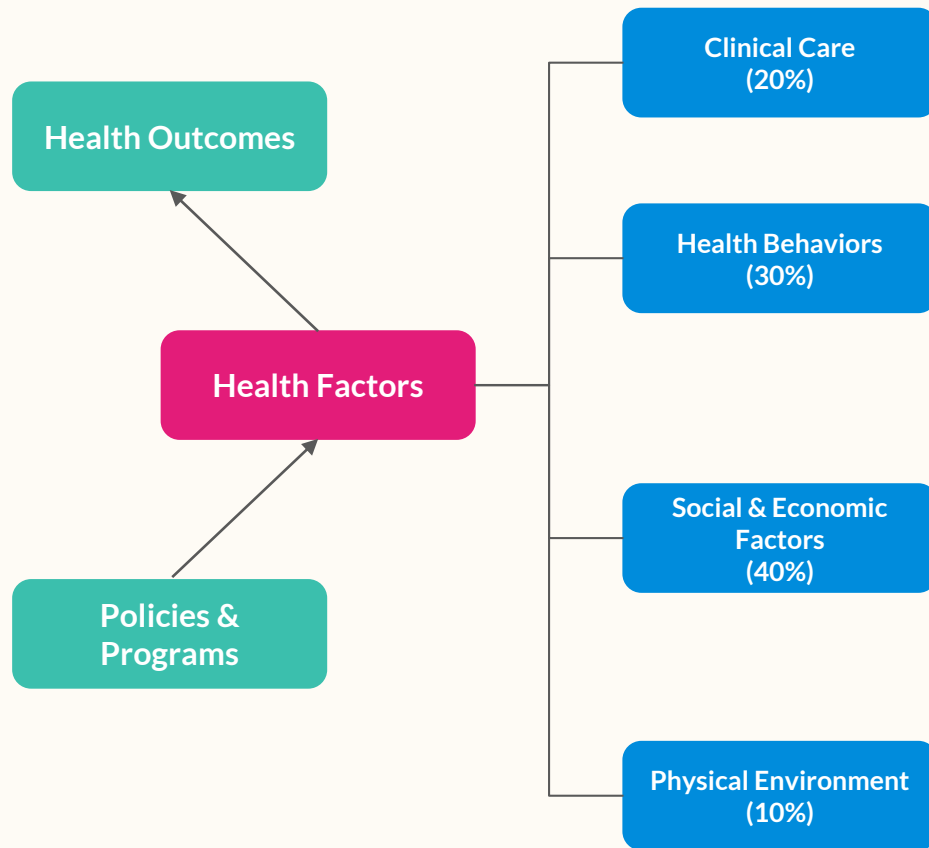 Health Outcomes
Health Factors
Policies &
Programs
Clinical Care
(20%)
Health Behaviors
(30%)
Social & Economic
Factors
(40%)
Physical Environment
(10%)